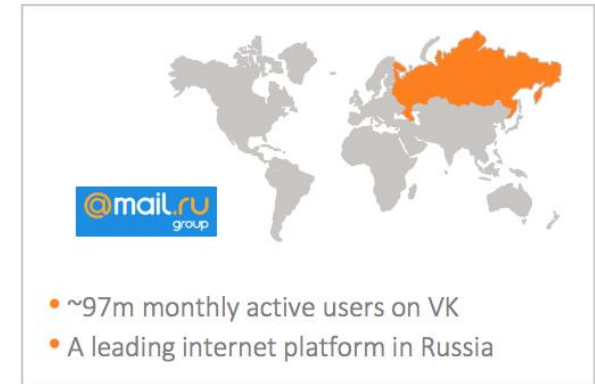 @mail.ru
group
• ~97m monthly active users on VK
• A leading internet platform in Russia